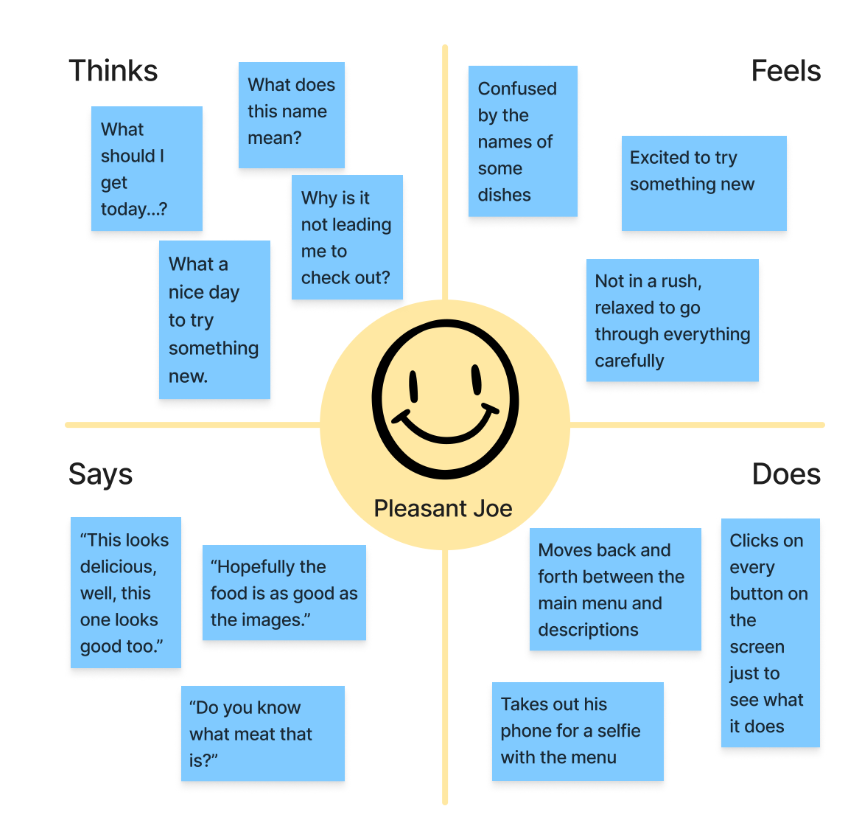 Thinks
What
should I
get
today...?
What does
this name
mean?
Why is it
not leading
me to
check out?
What a
nice day
to try
something
new.
Feels
Confused
by the
names of
some
dishes
Excited to try
something new
Not in a rush,
relaxed to go
through everything
carefully
Pleasant Joe
Says
“This looks
delicious,
well, this
one looks
good too.”
“Hopefully the
food is as good as
the images.”
“Do you know
what meat that
is?”
Does
Moves back and
forth between the
main menu and
descriptions
Clicks on
every
button on
the
screen
just to
see what
it does
Takes out his
phone for a selfie
with the menu